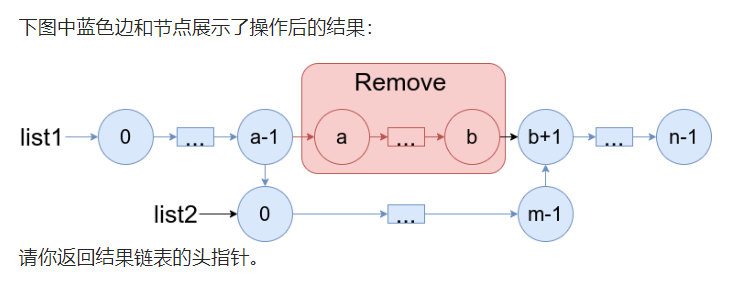 下图中蓝色边和节点展示了操作后的结果：
Remove
list1 0 ... a-1 a ... b b+1 ... n-1
list2 0 ... m-1
请你返回结果链表的头指针。